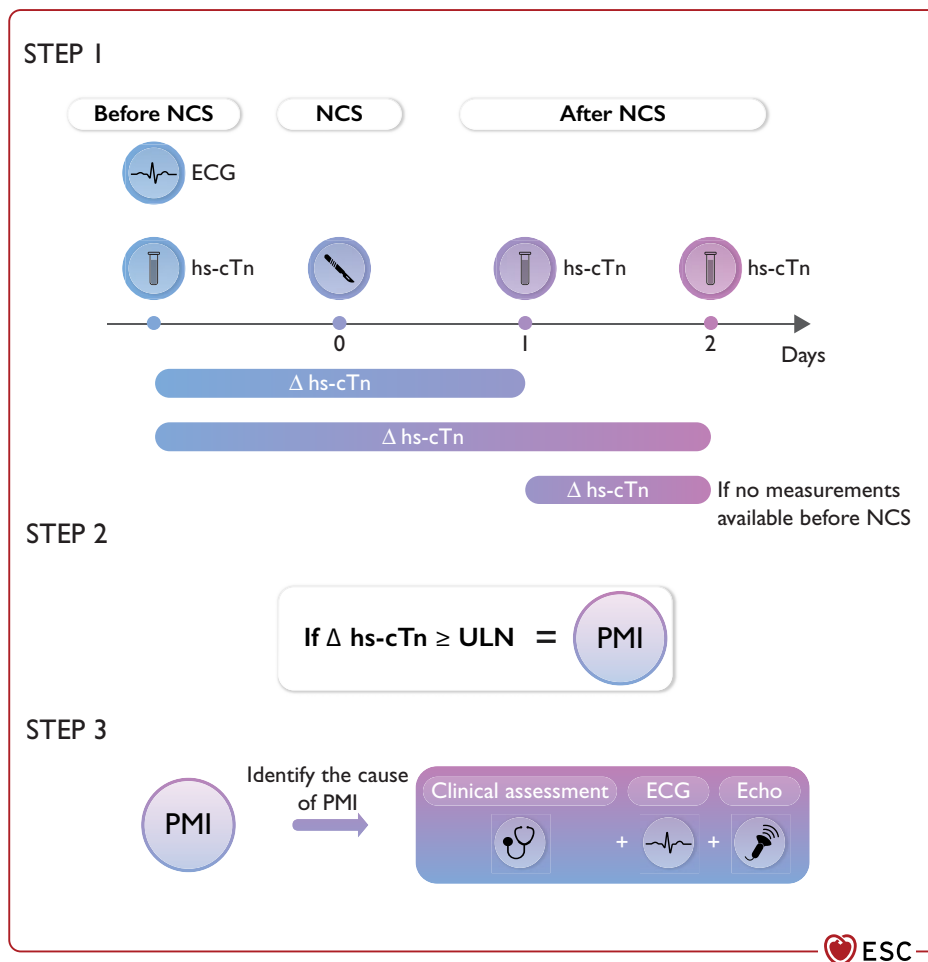 STEP 1
Before NCS
NCS
After NCS
ECG
hs-cTn
hs-cTn
hs-cTn
0
1
2
Days
Δ hs-cTn
Δ hs-cTn
Δ hs-cTn
If no measurements
available before NCS
STEP 2
If Δ hs-cTn ≥ ULN = PMI
STEP 3
PMI
Identify the cause
of PMI
Clinical assessment
ECG
Echo
+
+
ESC